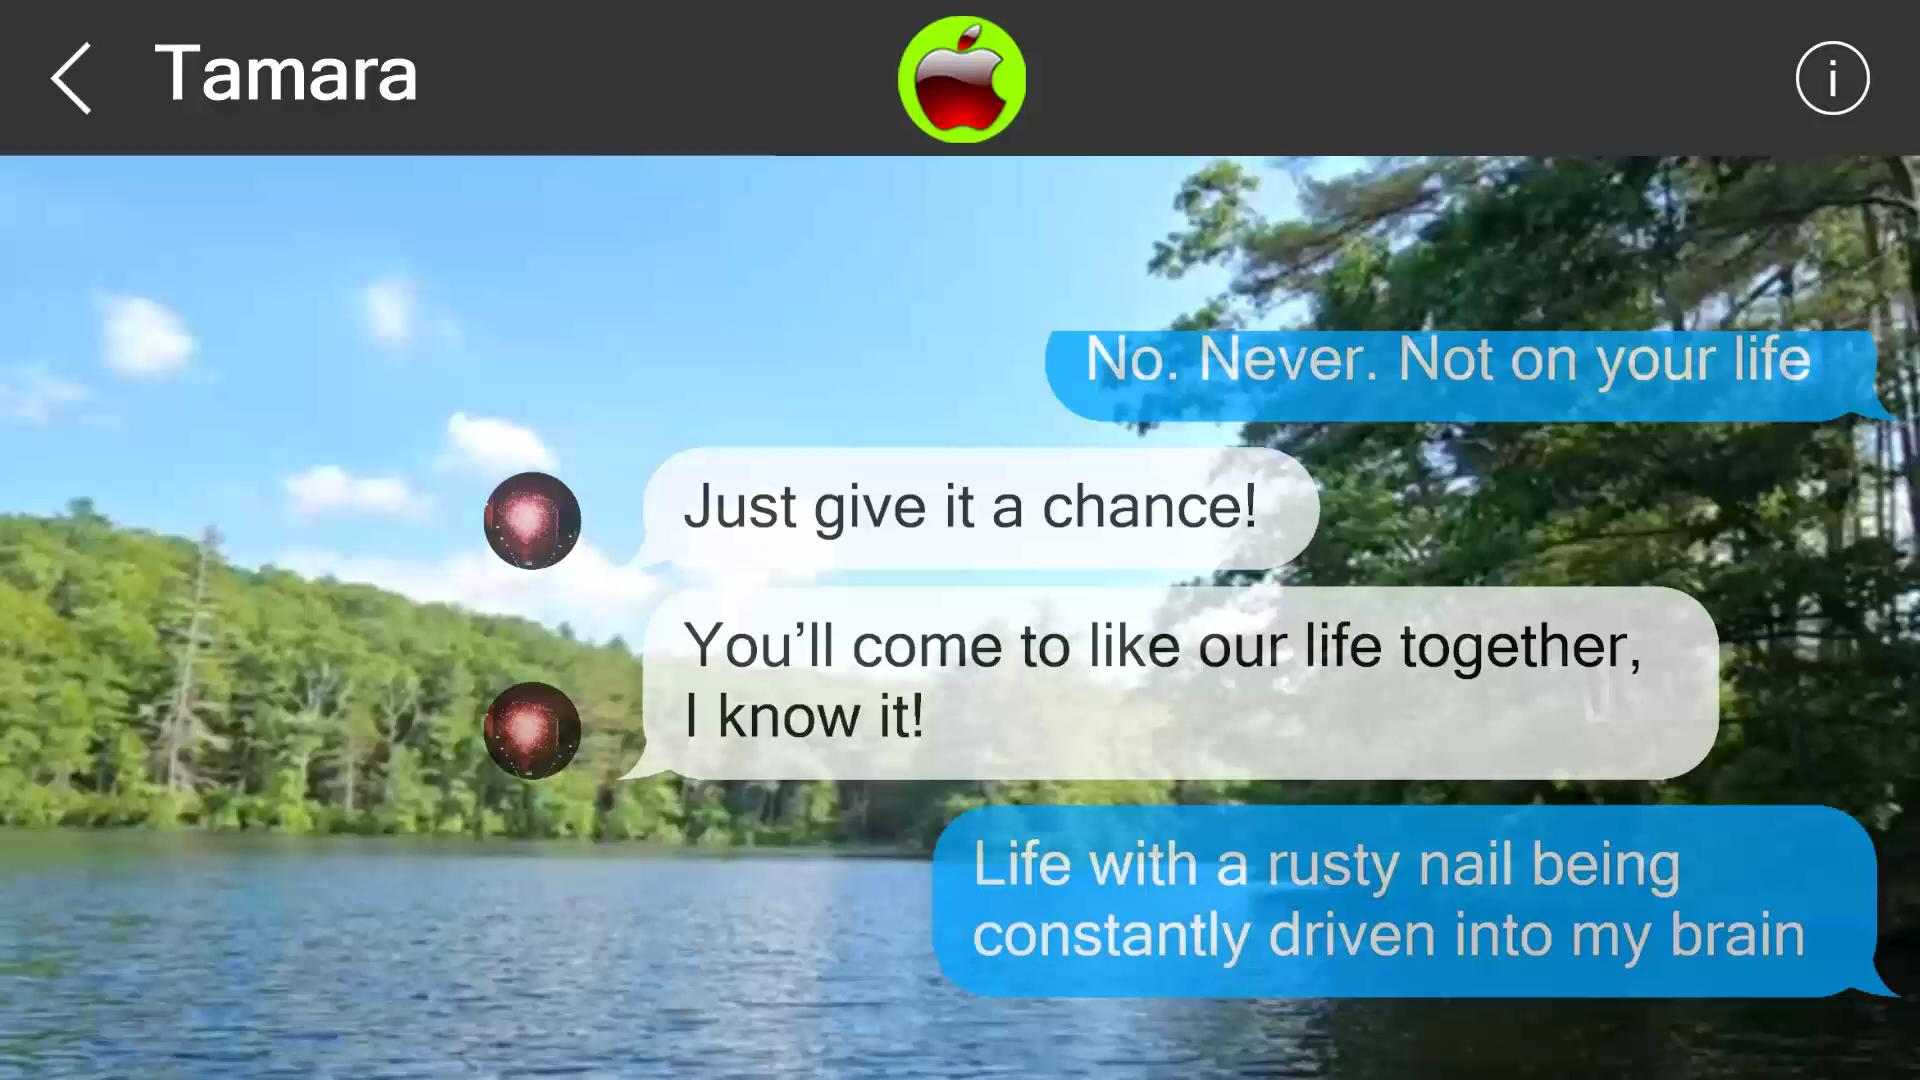 Tamara
i
No. Never. Not on your life
Just give it a chance!
You’ll come to like our life together,
I know it!
Life with a rusty nail being
constantly driven into my brain